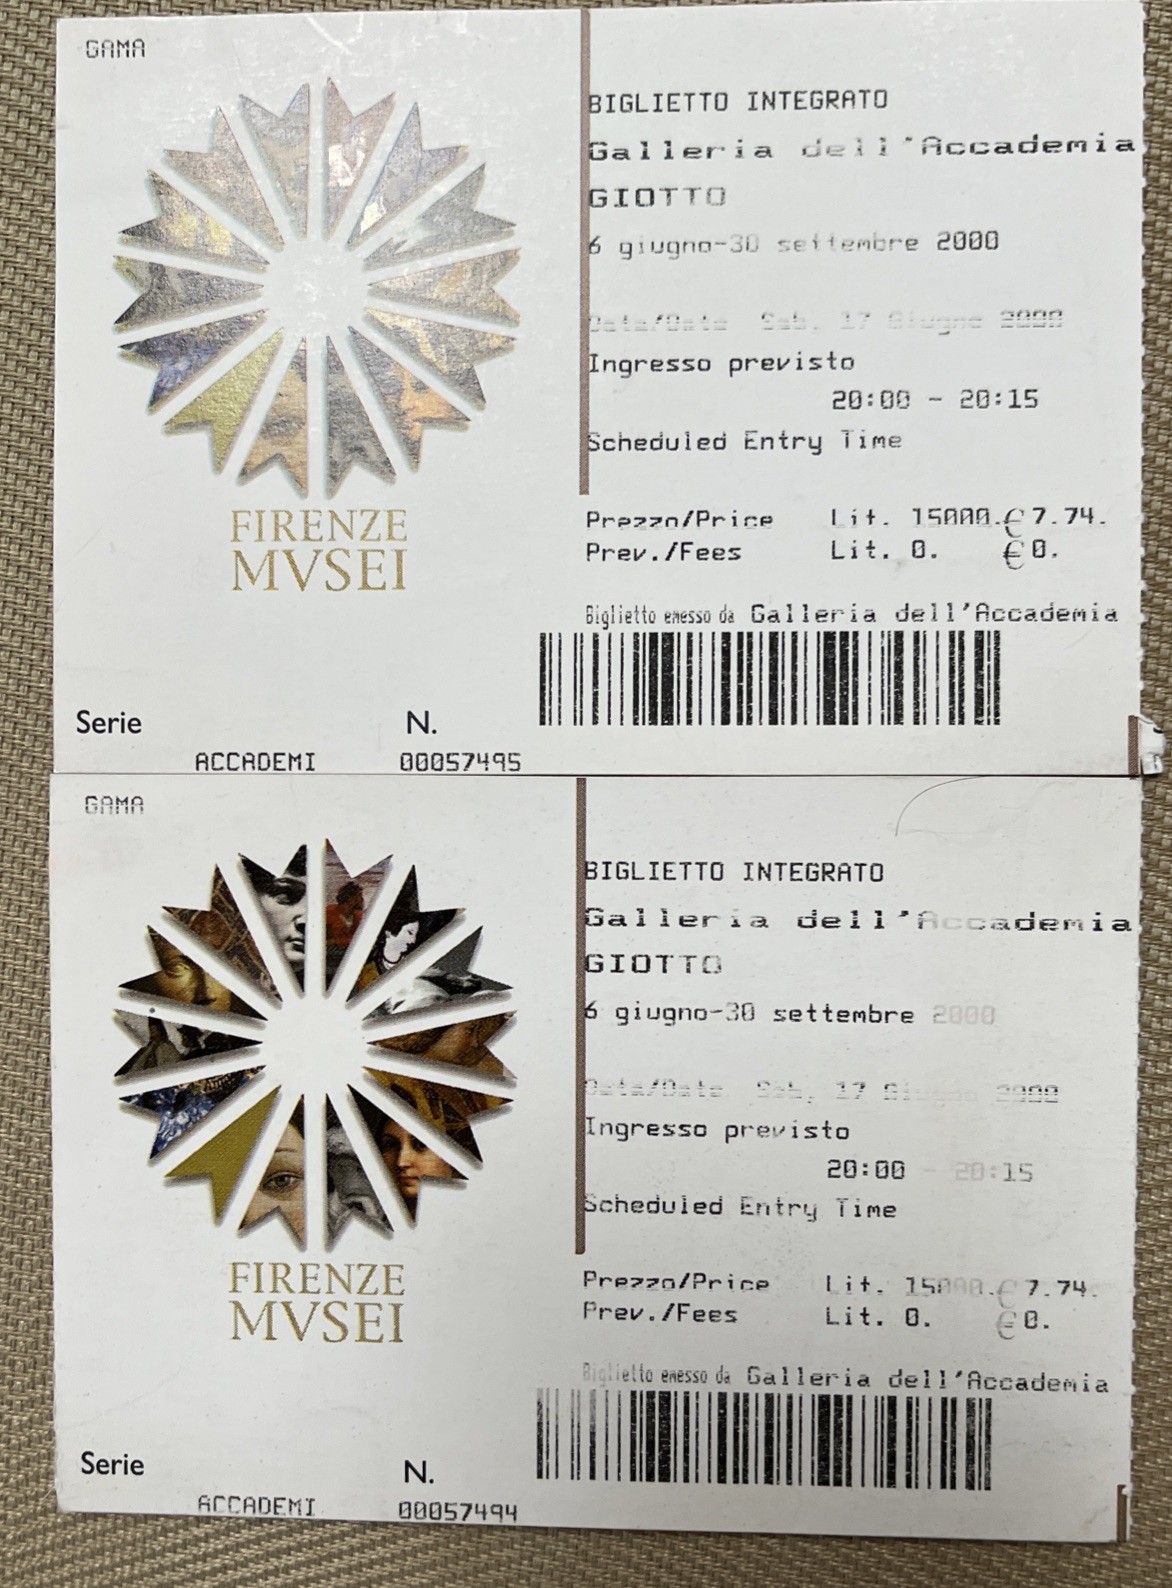 GAMA
FIRENZE
MVSEI
Serie N.
ACCADEMI 00057495
BIGLIETTO INTEGRATO
Galleria dell'Accademia
GIOTTO
6 giugno-30 settembre 2000
Data/Date Sab, 17 Giugno 2000
Ingresso previsto
20:00 - 20:15
Scheduled Entry Time
Prezzo/Price Lit. 15000.€7.74.
Prev./Fees Lit. 0. €0.
Biglietto emesso da Galleria dell'Accademia
GAMA
FIRENZE
MVSEI
Serie N.
ACCADEMI 00057494
BIGLIETTO INTEGRATO
Galleria dell'Accademia
GIOTTO
6 giugno-30 settembre 2000
Data/Date Sab, 17 Giugno 2000
Ingresso previsto
20:00 - 20:15
Scheduled Entry Time
Prezzo/Price Lit. 15000.€7.74.
Prev./Fees Lit. 0. €0.
Biglietto emesso da Galleria dell'Accademia